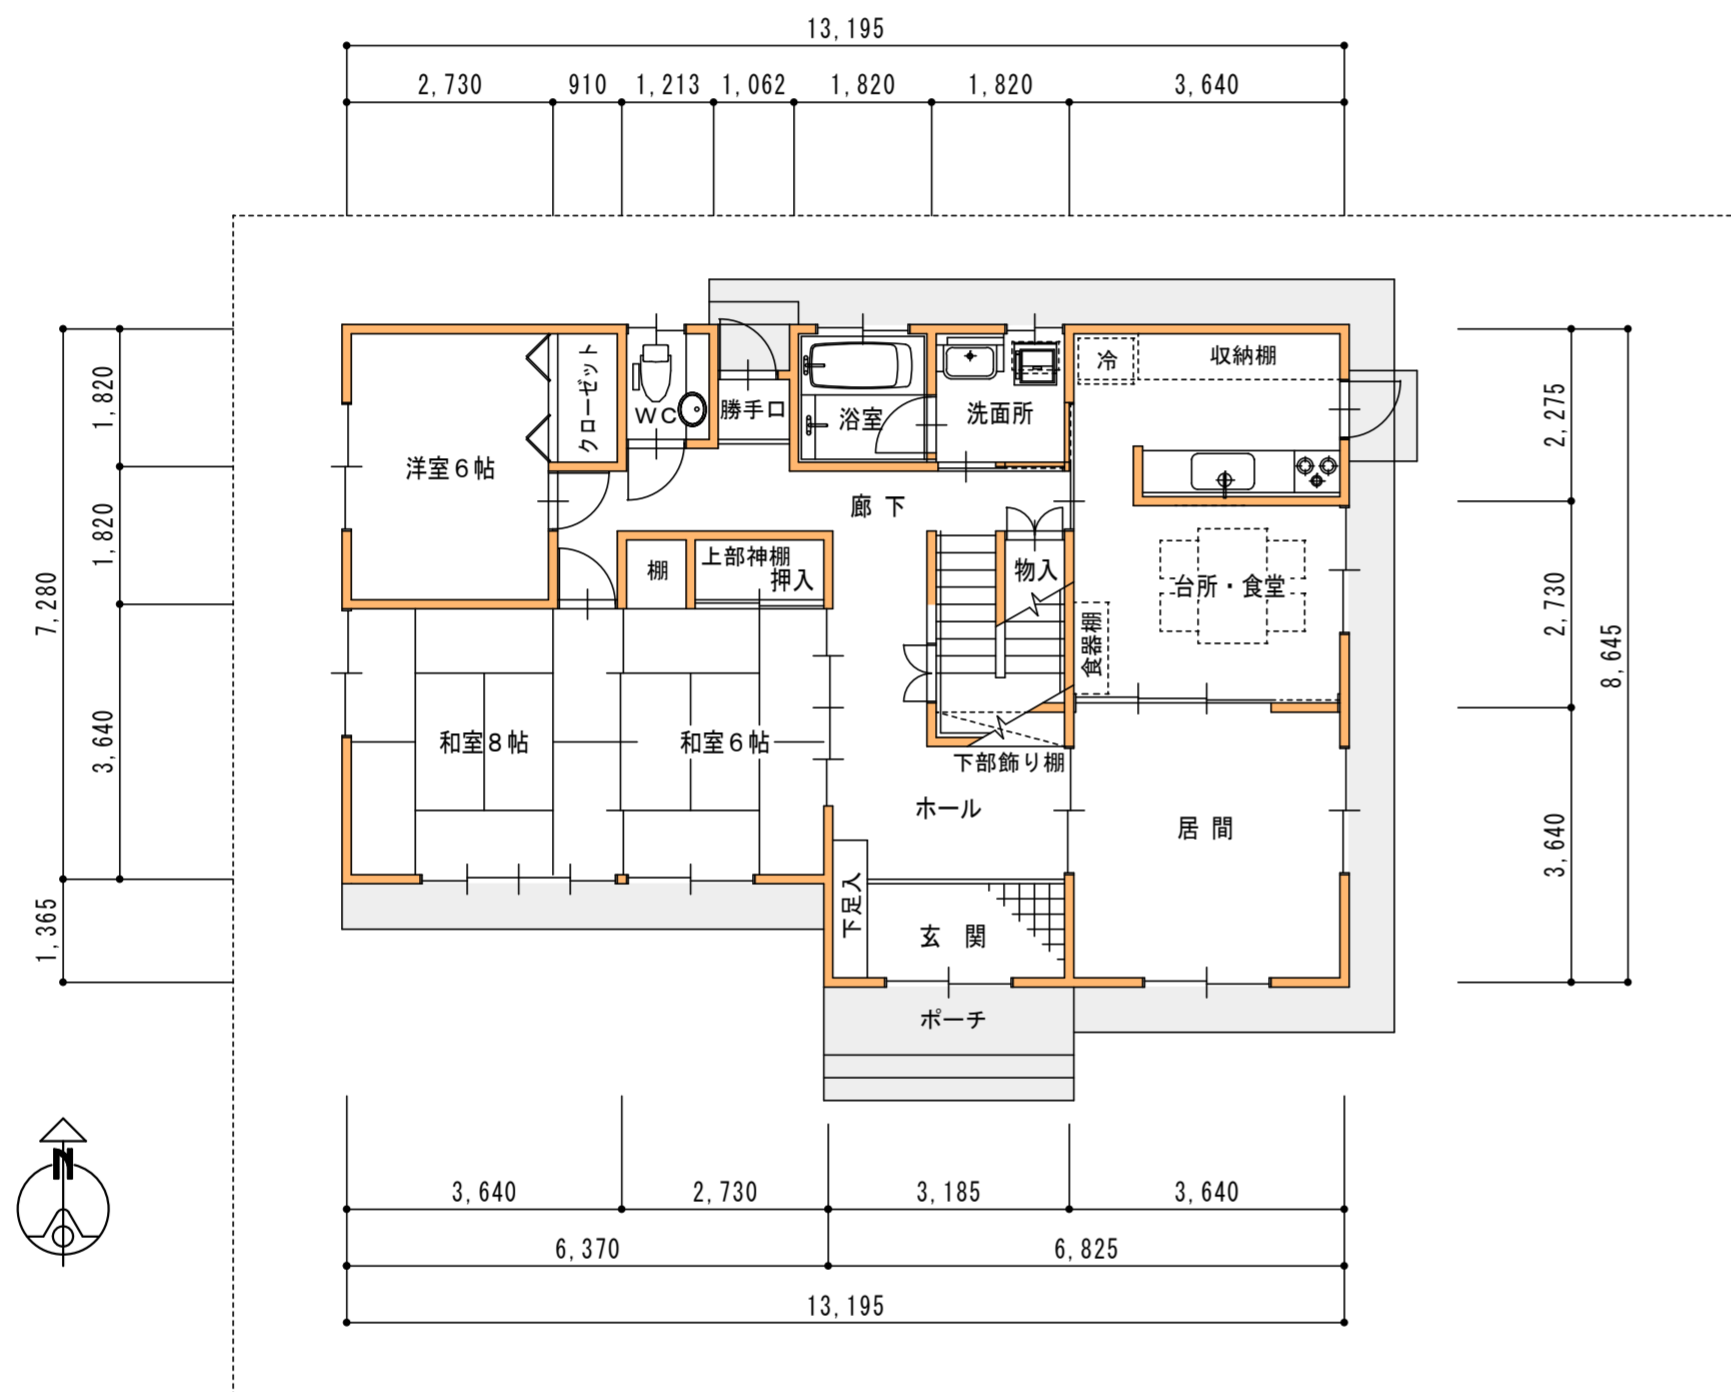 13,195
2,730 910 1,213 1,062 1,820 1,820 3,640
1,820
1,820
3,640
7,280
1,365
2,275
2,730
3,640
8,645
クローゼット
WC
勝手口
浴室
洗面所
冷
収納棚
洋室6帖
廊 下
棚
上部神棚
押入
物入
台所・食堂
食器棚
和室8帖
和室6帖
下部飾り棚
ホール
居 間
下足入
玄 関
ポーチ
N
3,640 2,730 3,185 3,640
6,370 6,825
13,195